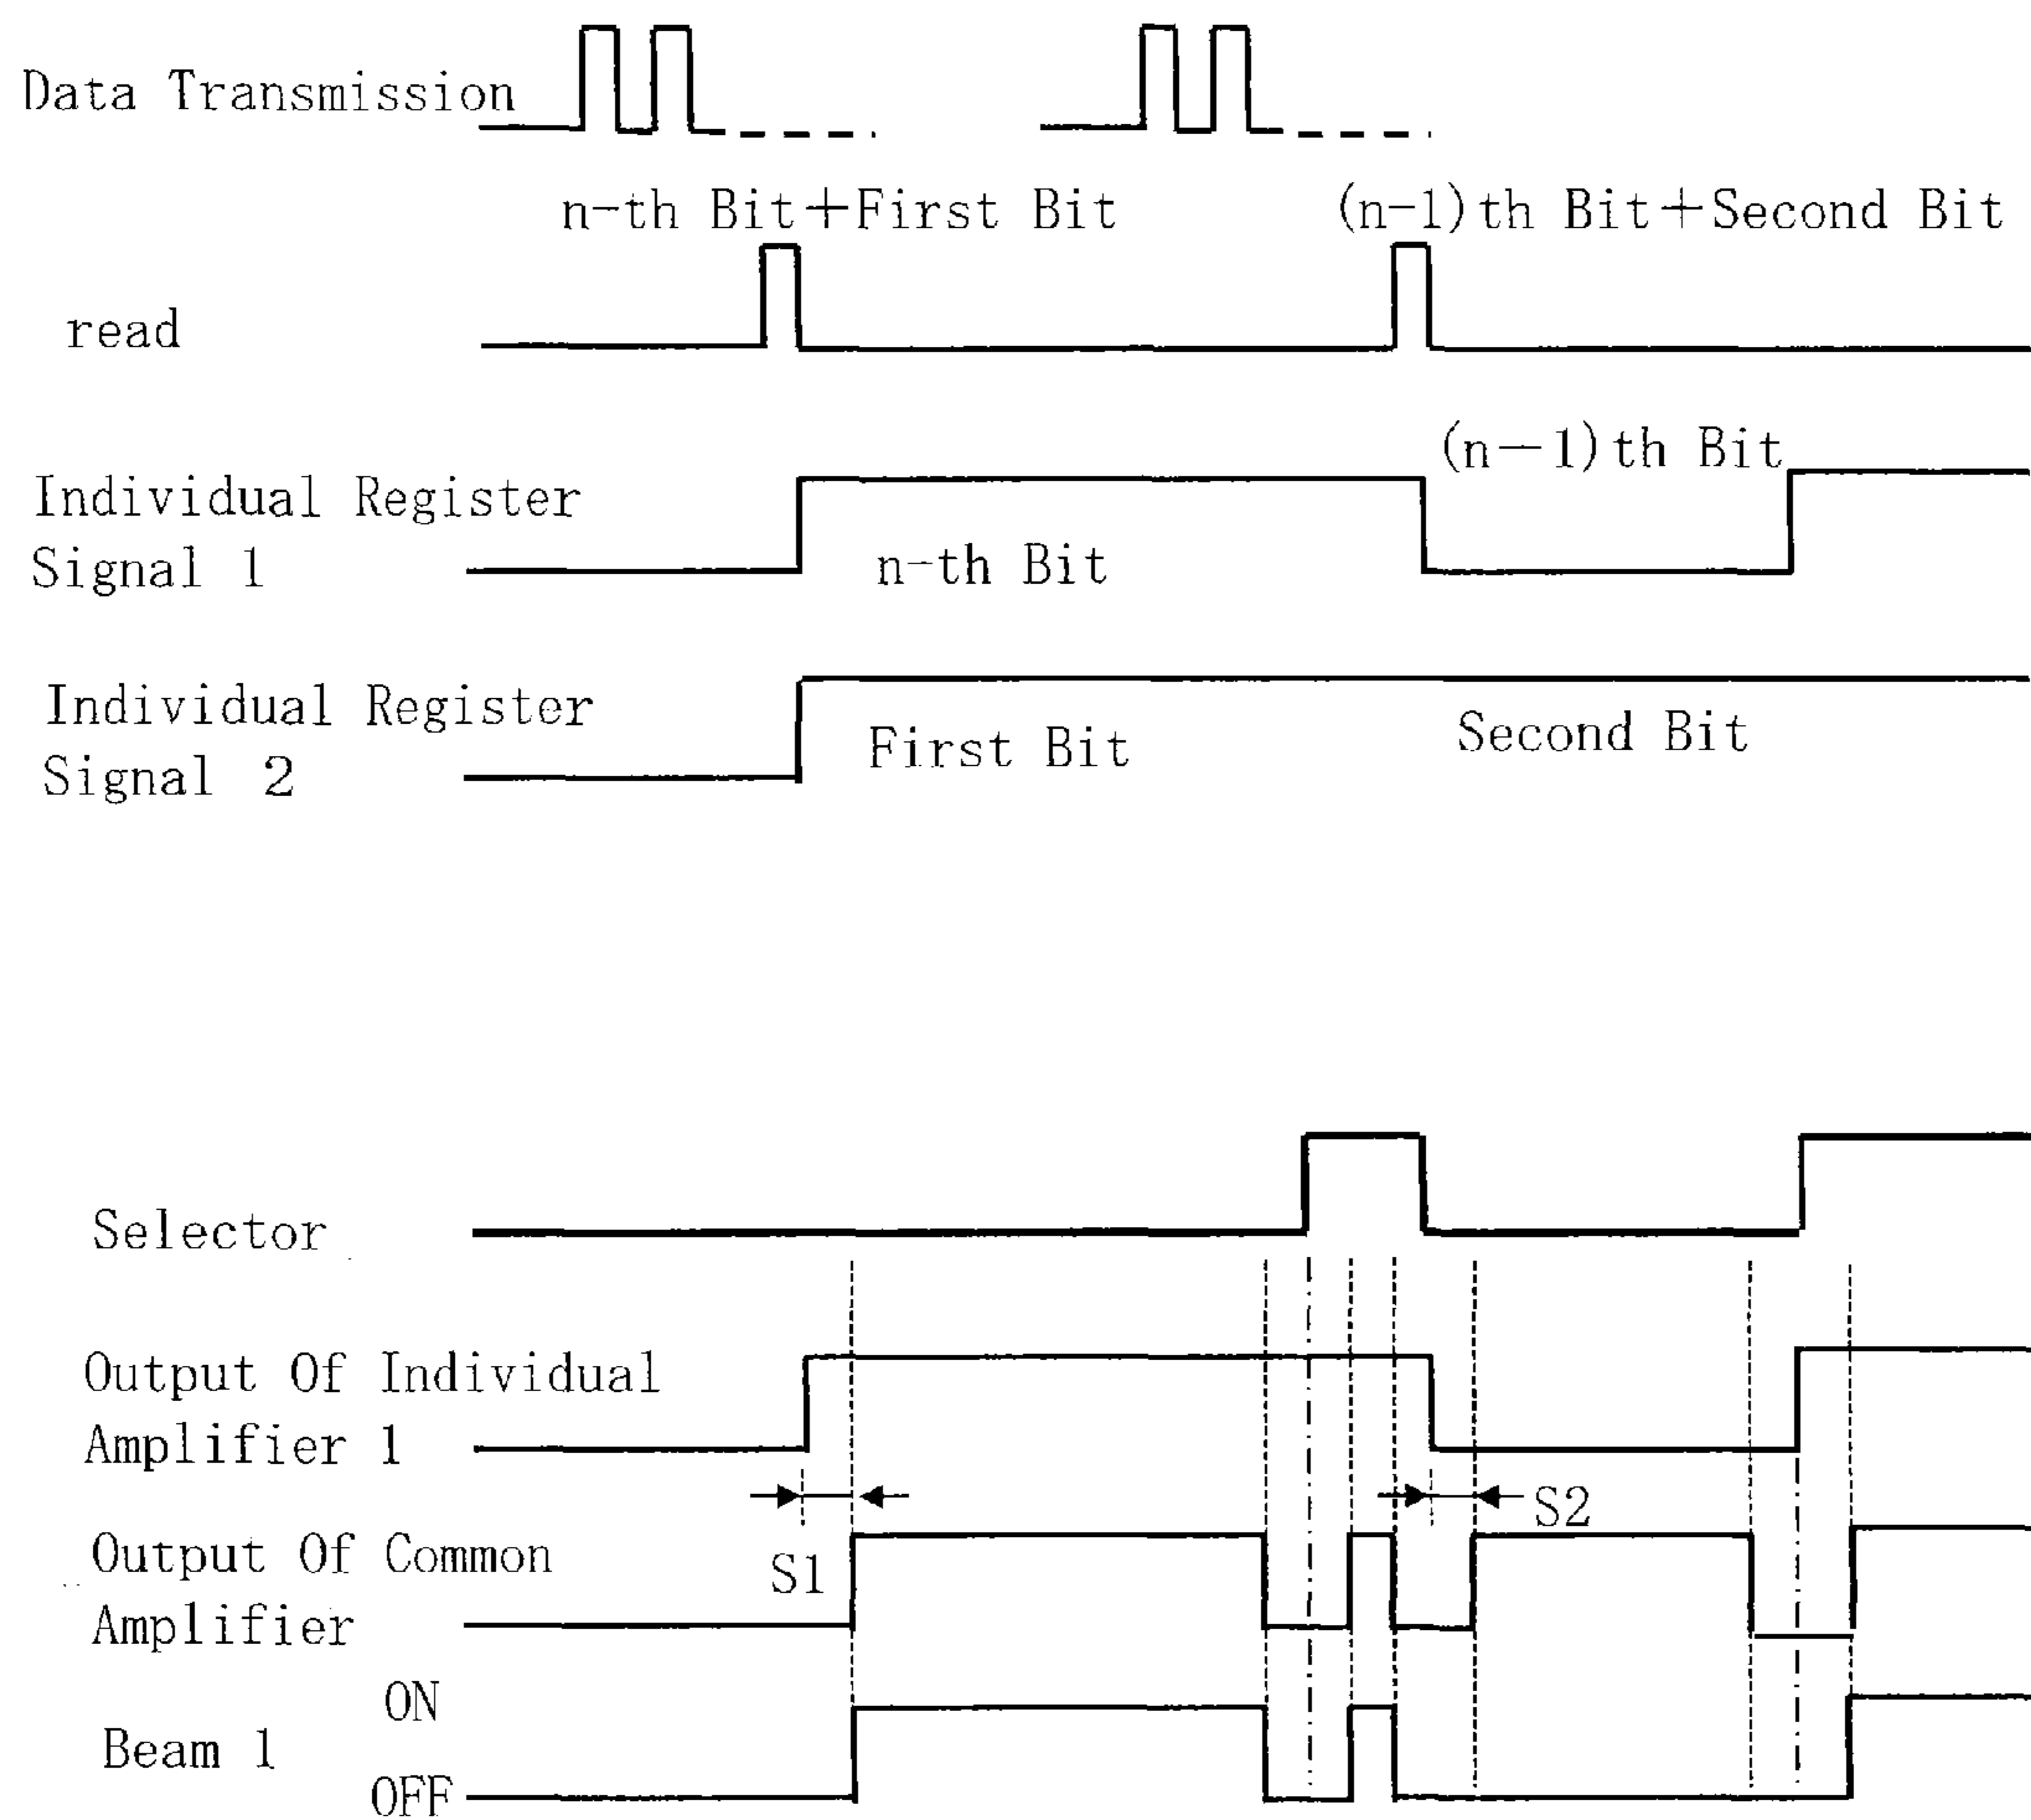 Data Transmission
n-th Bit+First Bit
(n-1)th Bit+Second Bit
read
(n-1)th Bit
Individual Register
Signal 1
n-th Bit
Individual Register
Signal 2
First Bit
Second Bit
Selector
Output Of Individual
Amplifier 1
S2
Output Of Common
S1
Amplifier
ON
Beam 1
OFF